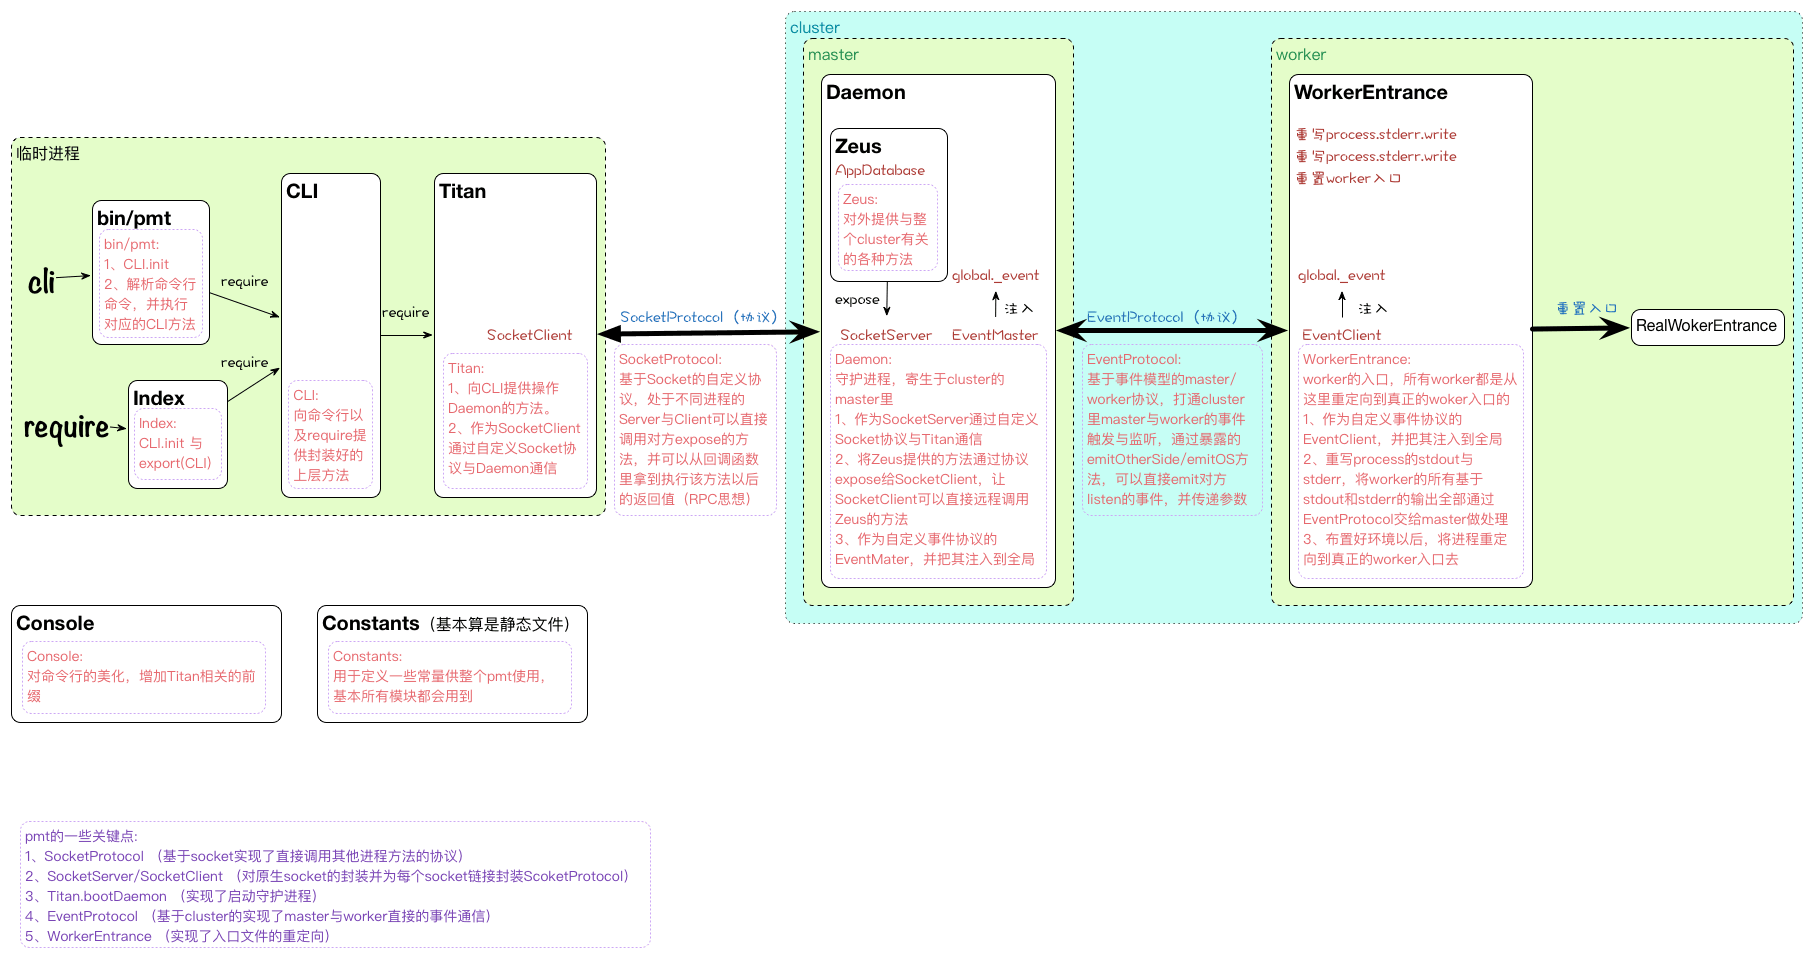 cluster
master
worker
Daemon
WorkerEntrance
Zeus
AppDatabase
Zeus:
对外提供与整
个cluster有关
的各种方法
重写process.stderr.write
重写process.stderr.write
重置worker入口
临时进程
CLI
Titan
bin/pmt
bin/pmt:
1、CLI.init
2、解析命令行
命令，并执行
对应的CLI方法
cli
require
require
require
require
Index
Index:
CLI.init 与
export(CLI)
CLI:
向命令行以
及require提
供封装好的
上层方法
SocketClient
Titan:
1、向CLI提供操作
Daemon的方法。
2、作为SocketClient
通过自定义Socket协
议与Daemon通信
SocketProtocol（协议）
SocketProtocol:
基于Socket的自定义协
议，处于不同进程的
Server与Client可以直接
调用对方expose的方
法，并可以从回调函数
里拿到执行该方法以后
的返回值（RPC思想）
expose
global._event
注入
SocketServer
EventMaster
Daemon:
守护进程，寄生于cluster的
master里
1、作为SocketServer通过自定义
Socket协议与Titan通信
2、将Zeus提供的方法通过协议
expose给SocketClient，让
SocketClient可以直接远程调用
Zeus的方法
3、作为自定义事件协议的
EventMater，并把其注入到全局
EventProtocol（协议）
EventProtocol:
基于事件模型的master/
worker协议，打通cluster
里master与worker的事件
触发与监听，通过暴露的
emitOtherSide/emitOS方
法，可以直接emit对方
listen的事件，并传递参数
global._event
注入
EventClient
WorkerEntrance:
worker的入口，所有worker都是从
这里重定向到真正的woker入口的
1、作为自定义事件协议的
EventClient，并把其注入到全局
2、重写process的stdout与
stderr，将worker的所有基于
stdout和stderr的输出全部通过
EventProtocol交给master做处理
3、布置好环境以后，将进程重定
向到真正的worker入口去
重置入口
RealWokerEntrance
Console
Console:
对命令行的美化，增加Titan相关的前
缀
Constants（基本算是静态文件）
Constants:
用于定义一些常量供整个pmt使用，
基本所有模块都会用到
pmt的一些关键点:
1、SocketProtocol （基于socket实现了直接调用其他进程方法的协议）
2、SocketServer/SocketClient （对原生socket的封装并为每个socket链接封装ScoketProtocol）
3、Titan.bootDaemon （实现了启动守护进程）
4、EventProtocol （基于cluster的实现了master与worker直接的事件通信）
5、WorkerEntrance （实现了入口文件的重定向）